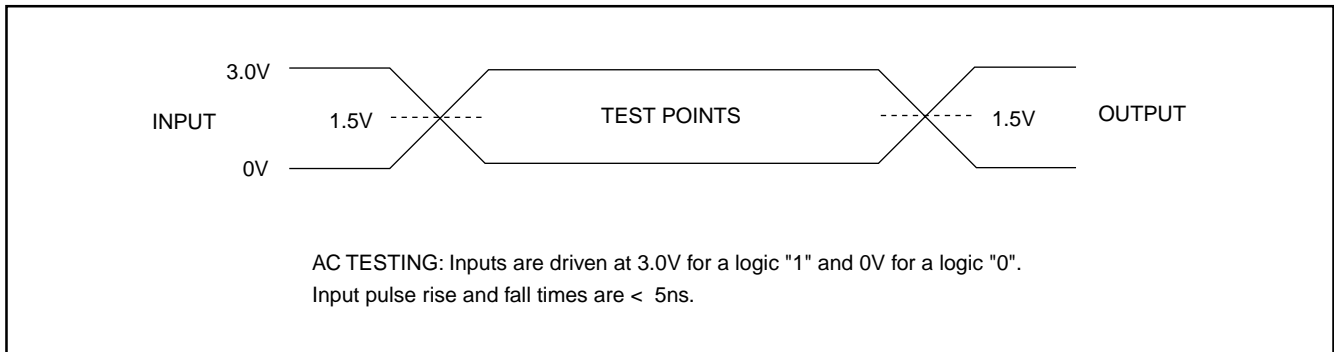 3.0V
INPUT 1.5V TEST POINTS 1.5V OUTPUT
0V
AC TESTING: Inputs are driven at 3.0V for a logic "1" and 0V for a logic "0".
Input pulse rise and fall times are < 5ns.